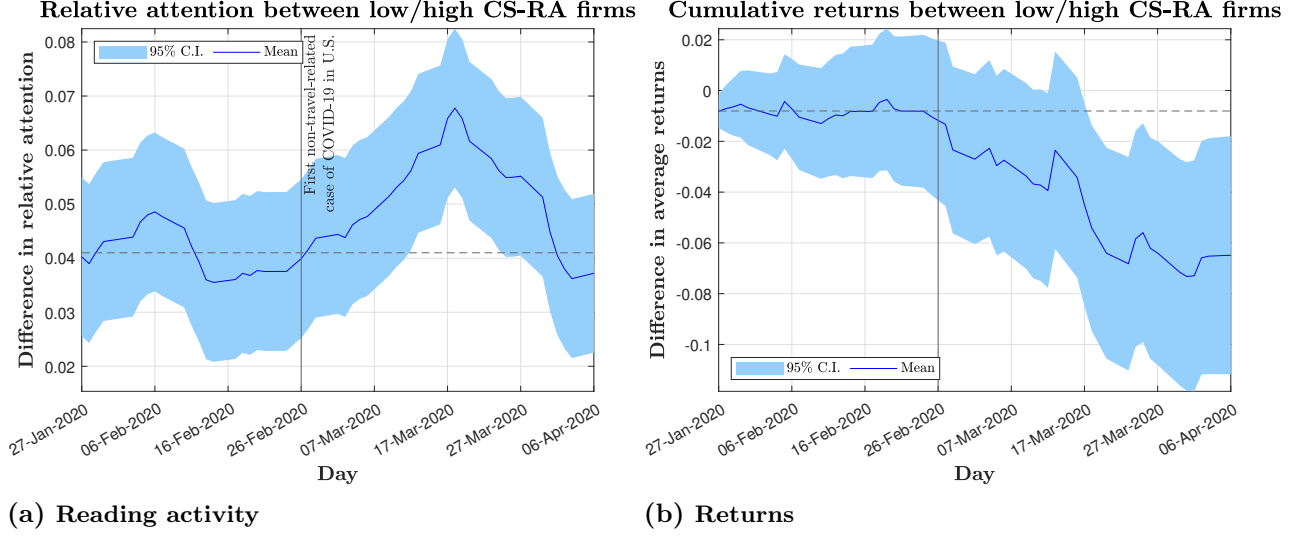 Relative attention between low/high CS-RA firms
0.08
0.07
0.06
0.05
0.04
0.03
0.02
Difference in relative attention
95% C.I.
Mean
First non-travel-related
case of COVID-19 in U.S.
27-Jan-2020
06-Feb-2020
16-Feb-2020
26-Feb-2020
07-Mar-2020
17-Mar-2020
27-Mar-2020
06-Apr-2020
Day
(a) Reading activity
Cumulative returns between low/high CS-RA firms
0.02
0
-0.02
-0.04
-0.06
-0.08
-0.1
Difference in average returns
95% C.I.
Mean
27-Jan-2020
06-Feb-2020
16-Feb-2020
26-Feb-2020
07-Mar-2020
17-Mar-2020
27-Mar-2020
06-Apr-2020
Day
(b) Returns